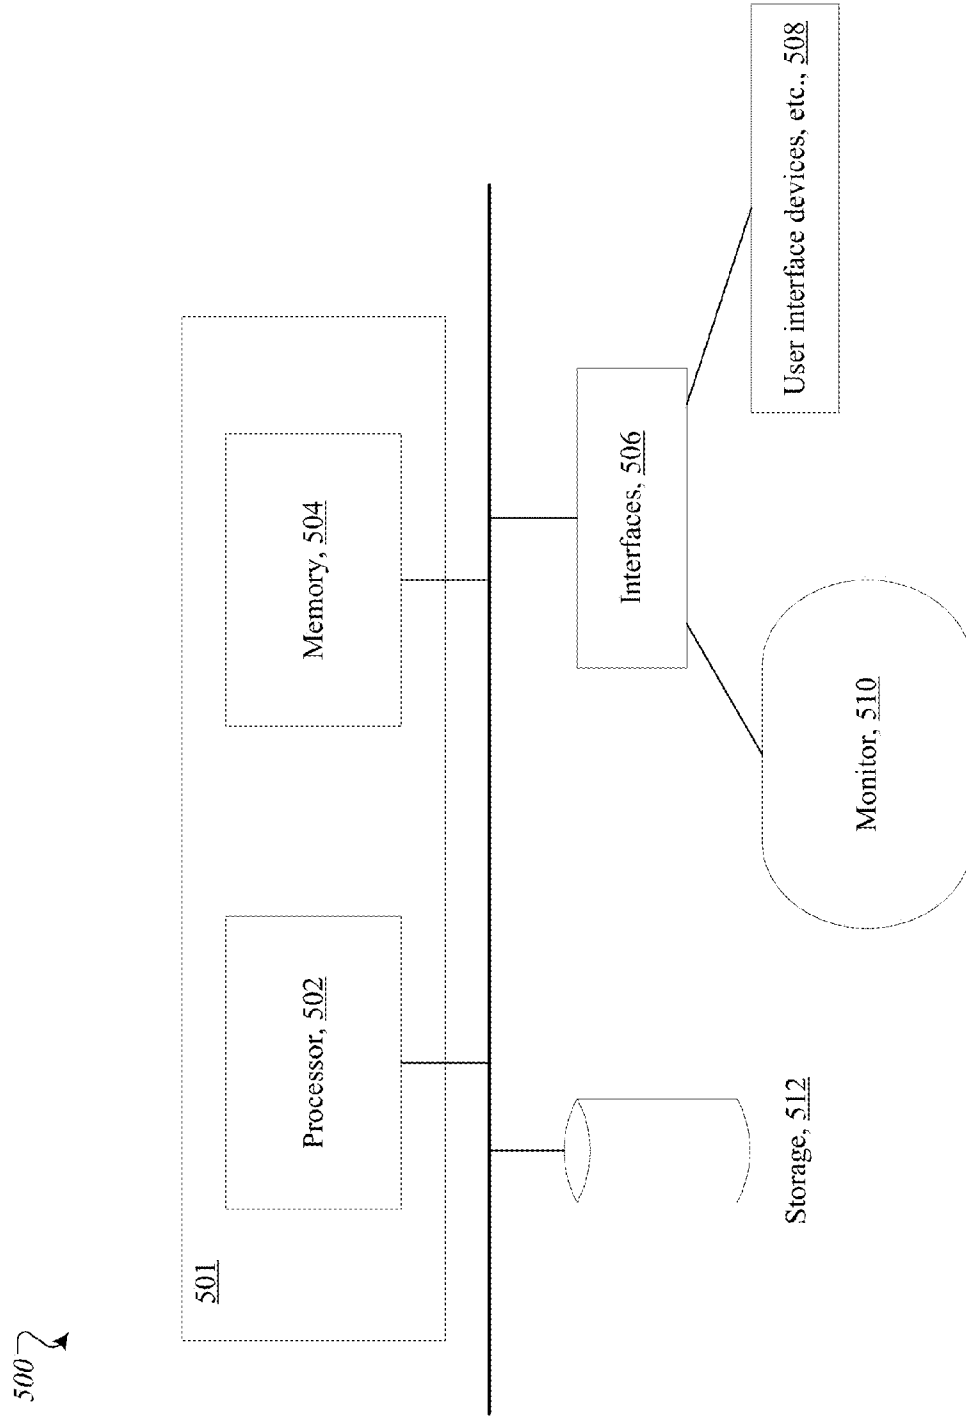 500
501
Processor, 502
Memory, 504
Storage, 512
Interfaces, 506
Monitor, 510
User interface devices, etc., 508